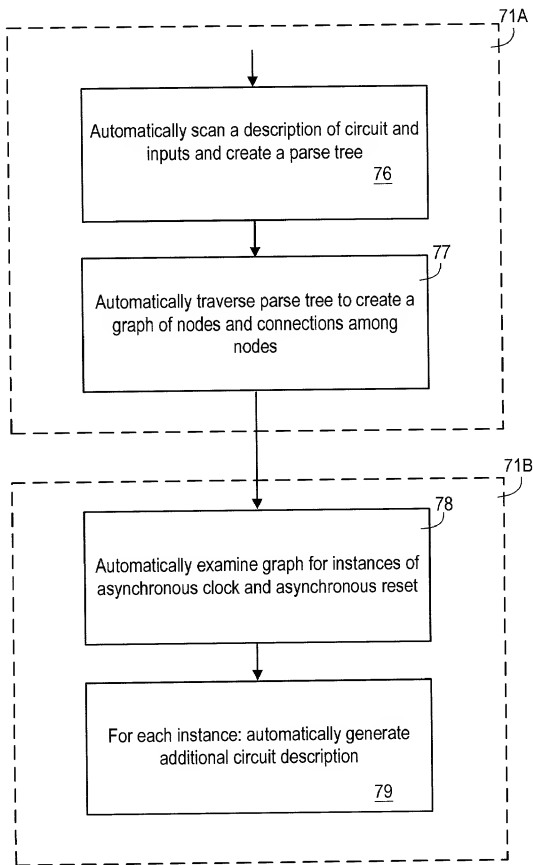 71A
Automatically scan a description of circuit and
inputs and create a parse tree
76
77
Automatically traverse parse tree to create a
graph of nodes and connections among
nodes
71B
78
Automatically examine graph for instances of
asynchronous clock and asynchronous reset
For each instance: automatically generate
additional circuit description
79